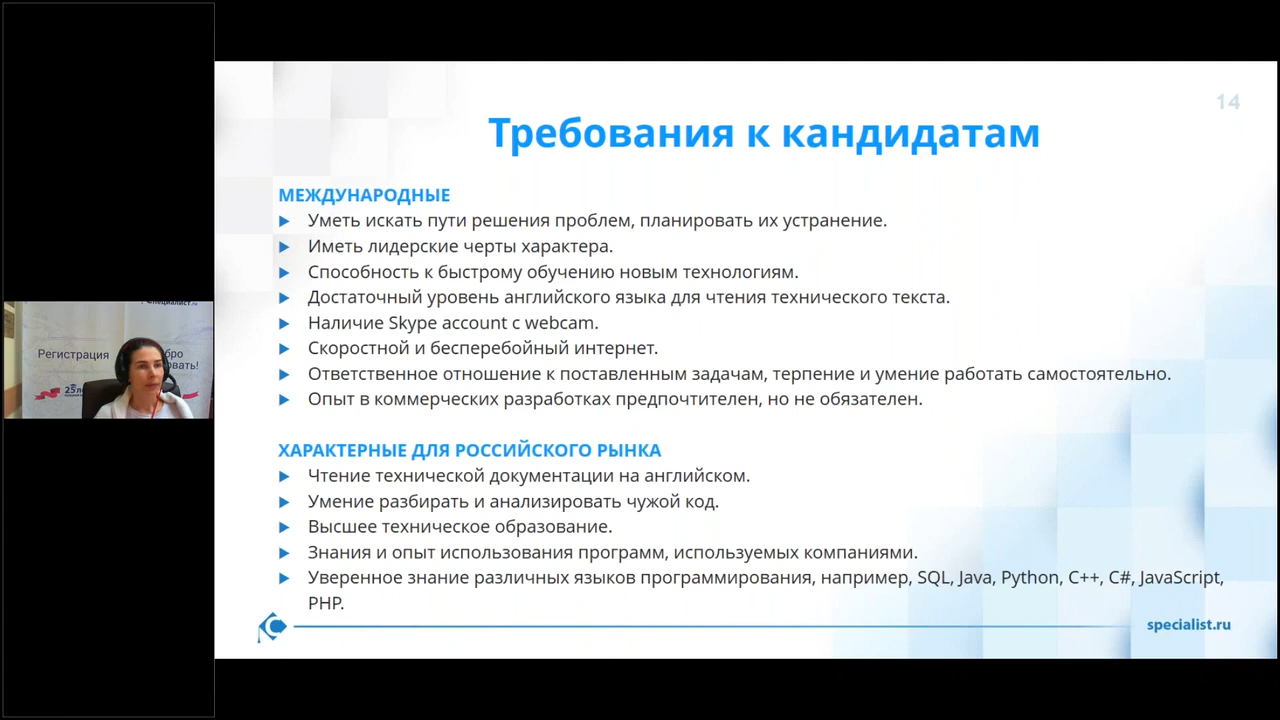 14
Требования к кандидатам
МЕЖДУНАРОДНЫЕ
Уметь искать пути решения проблем, планировать их устранение.
Иметь лидерские черты характера.
Способность к быстрому обучению новым технологиям.
Достаточный уровень английского языка для чтения технического текста.
Наличие Skype account с webcam.
Скоростной и бесперебойный интернет.
Ответственное отношение к поставленным задачам, терпение и умение работать самостоятельно.
Опыт в коммерческих разработках предпочтителен, но не обязателен.
ХАРАКТЕРНЫЕ ДЛЯ РОССИЙСКОГО РЫНКА
Чтение технической документации на английском.
Умение разбирать и анализировать чужой код.
Высшее техническое образование.
Знания и опыт использования программ, используемых компаниями.
Уверенное знание различных языков программирования, например, SQL, Java, Python, C++, C#, JavaScript,
PHP.
specialist.ru
Регистрация